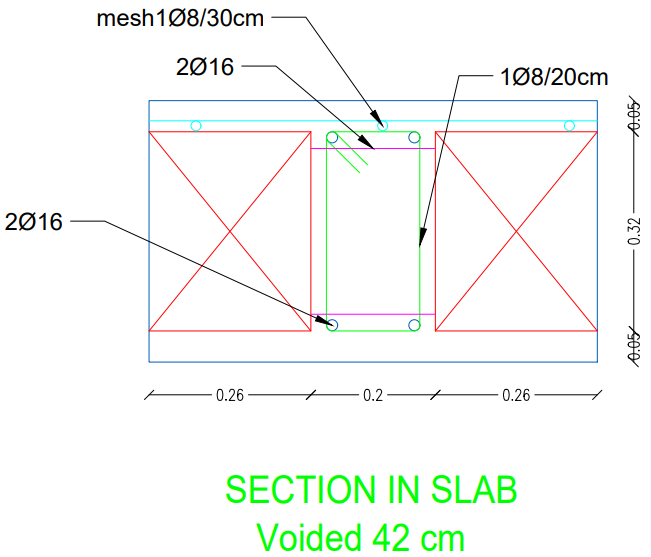 mesh1Ø8/30cm
2Ø16
1Ø8/20cm
0.05
2Ø16
0.32
0.05
0.26
0.2
0.26
SECTION IN SLAB
Voided 42 cm